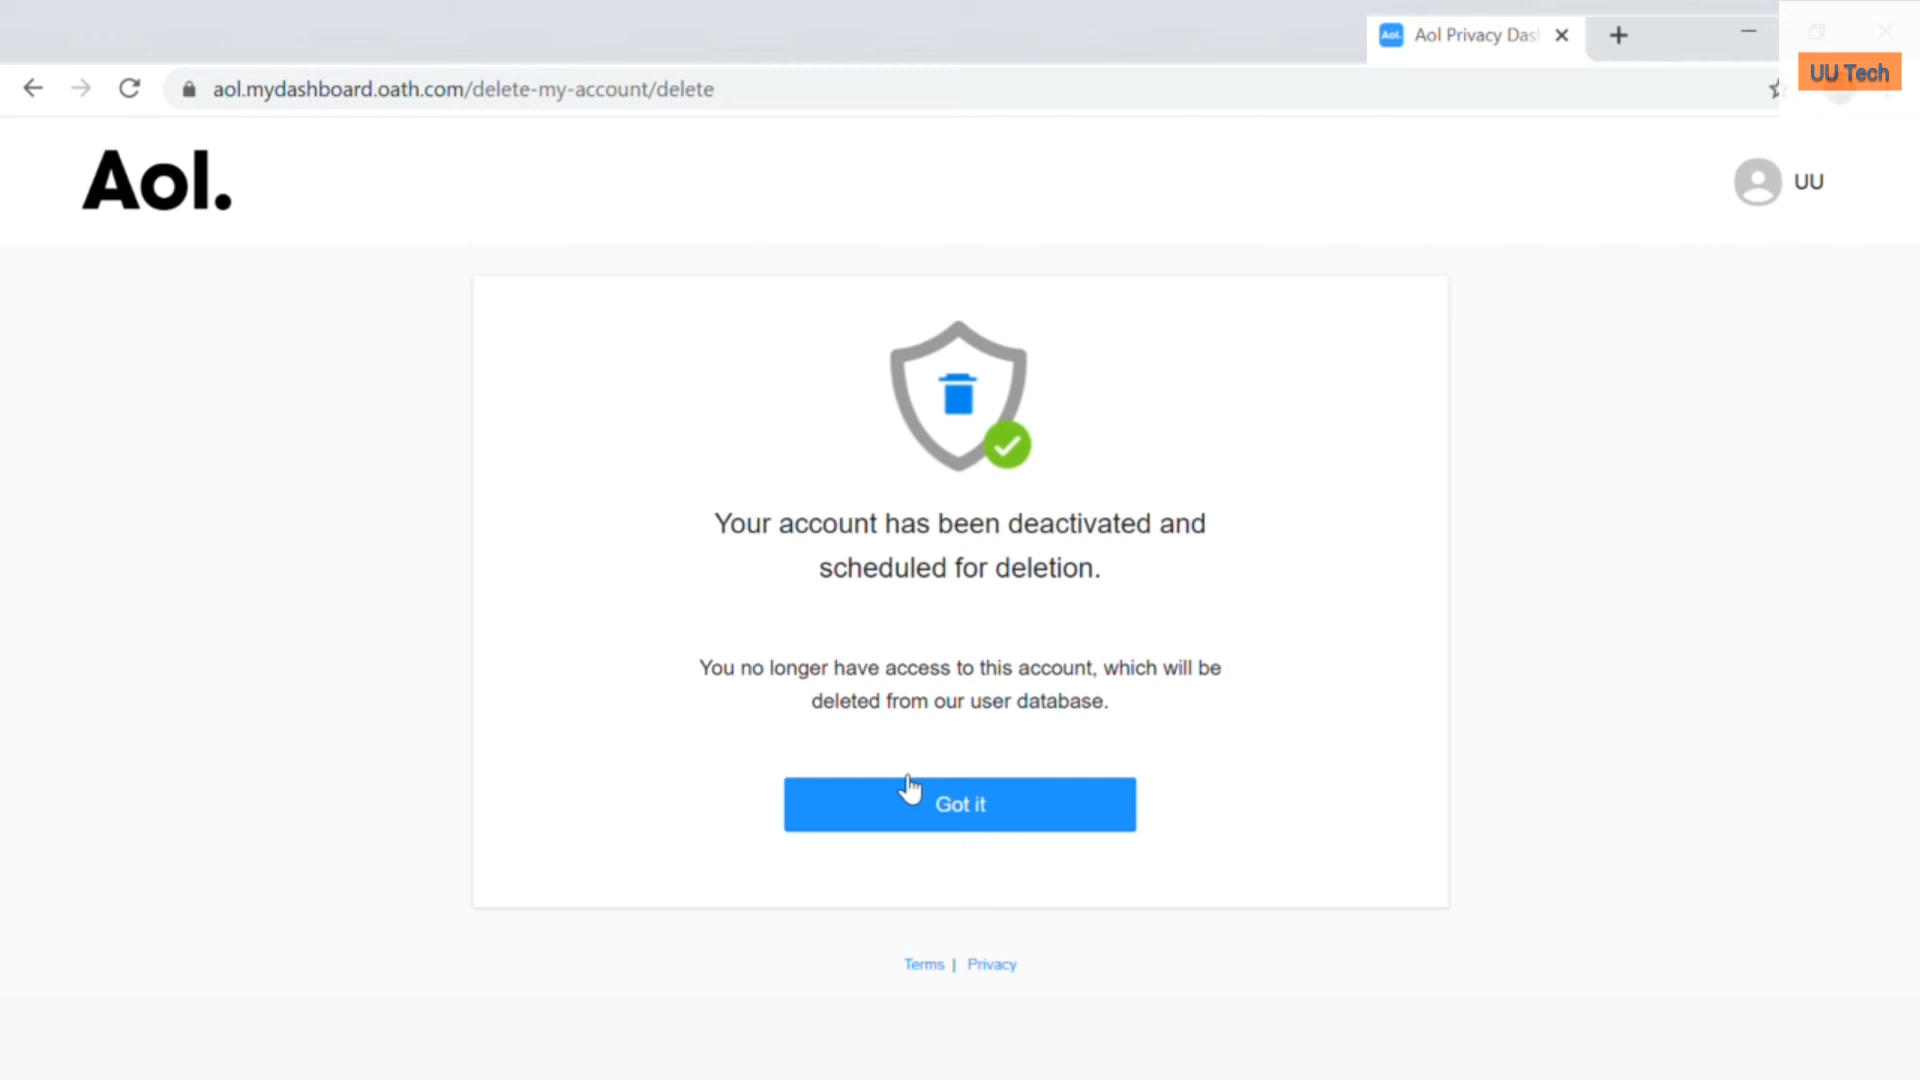 Aol. Aol Privacy Das
UU Tech
aol.mydashboard.oath.com/delete-my-account/delete
Aol.
UU
Your account has been deactivated and
scheduled for deletion.
You no longer have access to this account, which will be
deleted from our user database.
Got it
Terms | Privacy